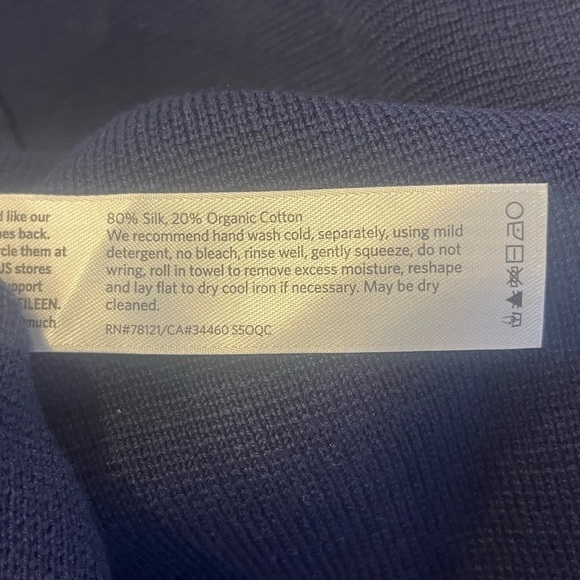 like our
es back.
cle them at
US stores
upport
EILEEN.
much
80% Silk, 20% Organic Cotton
We recommend hand wash cold, separately, using mild
detergent, no bleach, rinse well, gently squeeze, do not
wring, roll in towel to remove excess moisture, reshape
and lay flat to dry cool iron if necessary. May be dry
cleaned.
RN#78121/CA#34460 S5OQC